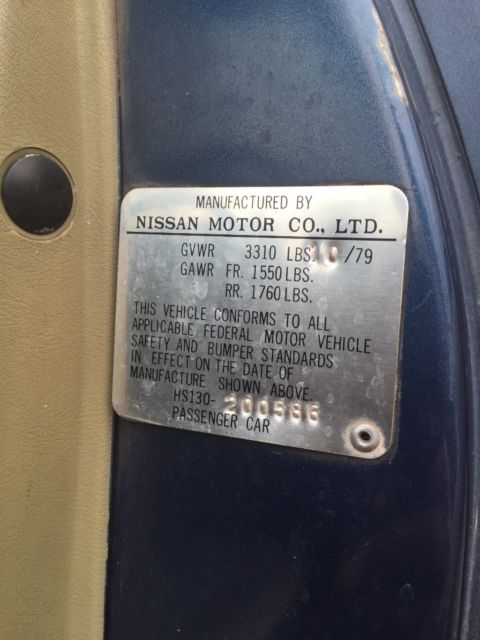 MANUFACTURED BY
NISSAN MOTOR CO., LTD.
GVWR 3310 LBS 10/79
GAWR FR. 1550 LBS.
RR. 1760 LBS.
THIS VEHICLE CONFORMS TO ALL
APPLICABLE FEDERAL MOTOR VEHICLE
SAFETY AND BUMPER STANDARDS
IN EFFECT ON THE DATE OF
MANUFACTURE SHOWN ABOVE.
HS130-200586
PASSENGER CAR